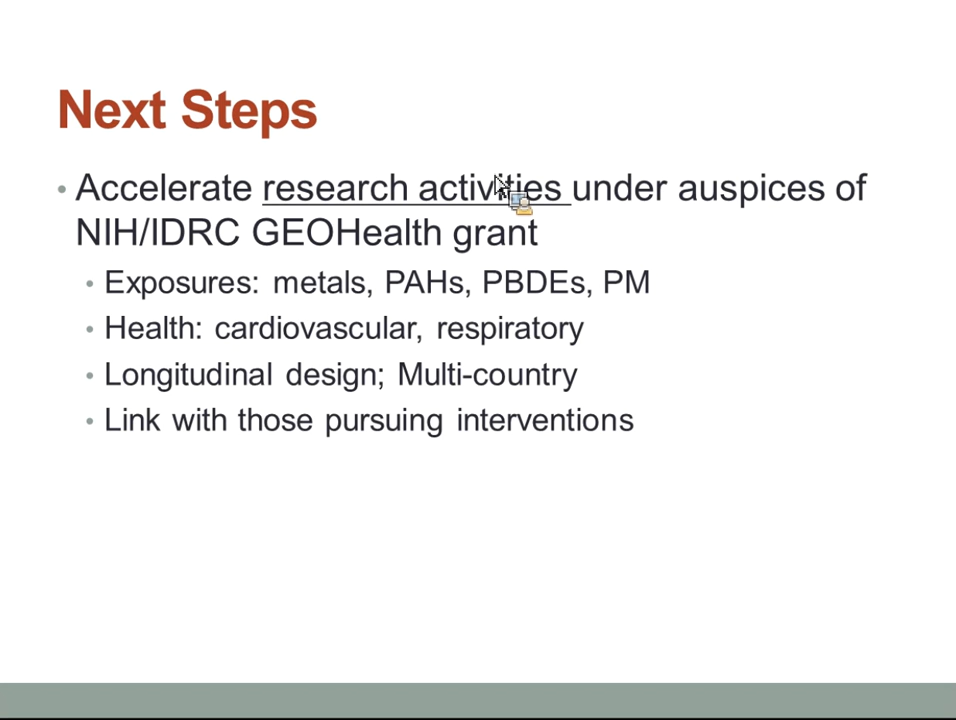 Next Steps
• Accelerate research activities under auspices of
NIH/IDRC GEOHealth grant
• Exposures: metals, PAHs, PBDEs, PM
• Health: cardiovascular, respiratory
• Longitudinal design; Multi-country
• Link with those pursuing interventions